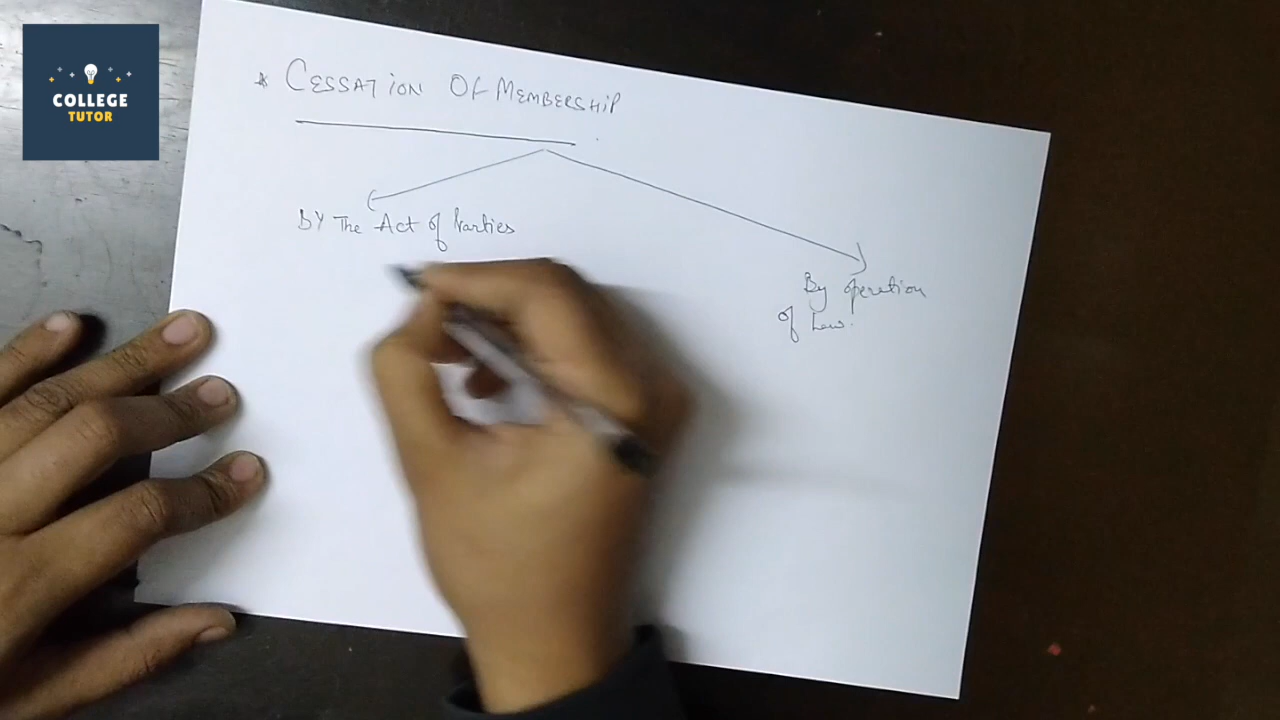 COLLEGE
TUTOR
* CESSATION OF MEMBERSHIP
BY The Act of Parties
By operation
of Law.